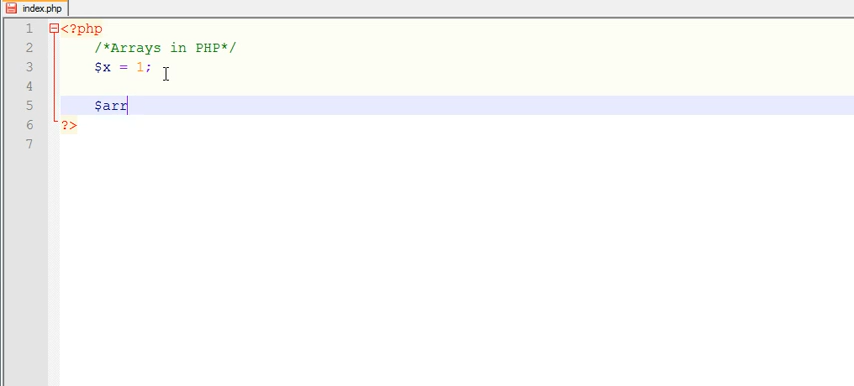 index.php
1 <?php
2 /*Arrays in PHP*/
3 $x = 1;
4
5 $arr
6 ?>
7